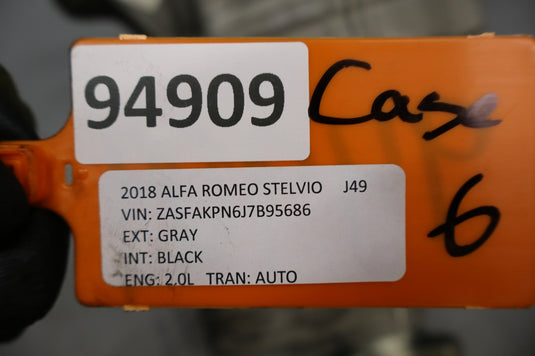 94909
Case
6
2018 ALFA ROMEO STELVIO J49
VIN: ZASFAKPN6J7B95686
EXT: GRAY
INT: BLACK
ENG: 2.0L TRAN: AUTO